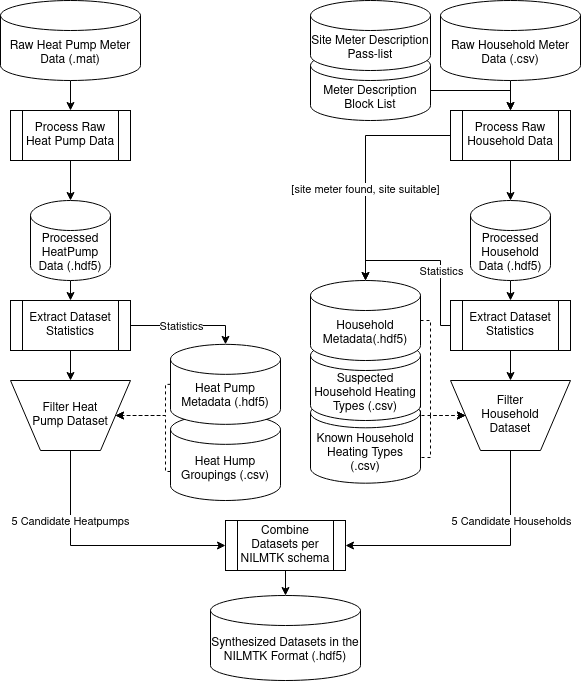 Raw Heat Pump Meter
Data (.mat)
Site Meter Description
Pass-list
Meter Description
Block List
Raw Household Meter
Data (.csv)
Process Raw
Heat Pump Data
Process Raw
Household Data
[site meter found, site suitable]
Processed
HeatPump
Data (.hdf5)
Processed
Household
Data (.hdf5)
Statistics
Extract Dataset
Statistics
Statistics
Household
Metadata(.hdf5)
Extract Dataset
Statistics
Heat Pump
Metadata (.hdf5)
Suspected
Household Heating
Types (.csv)
Filter Heat
Pump Dataset
Filter
Household
Dataset
Heat Hump
Groupings (.csv)
Known Household
Heating Types
(.csv)
5 Candidate Heatpumps
5 Candidate Households
Combine
Datasets per
NILMTK schema
Synthesized Datasets in the
NILMTK Format (.hdf5)